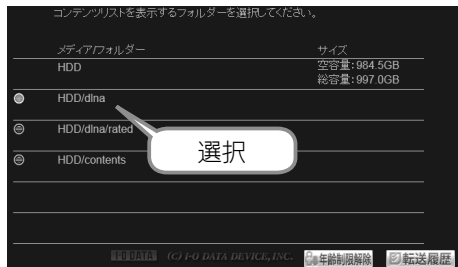 コンテンツリストを表示するフォルダーを選択してください。
メディア/フォルダー サイズ
HDD 空容量:984.5GB
総容量:997.0GB
HDD/dlna
HDD/dlna/rated
HDD/contents
選択
I-O DATA (C) I-O DATA DEVICE, INC. 年齢制限解除 転送履歴